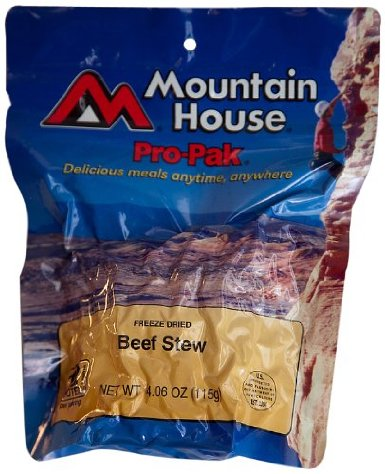 Mountain
House®
Pro-Pak®
Delicious meals anytime, anywhere
FREEZE DRIED
Beef Stew
NET WT 4.06 OZ (115g)
U.S.